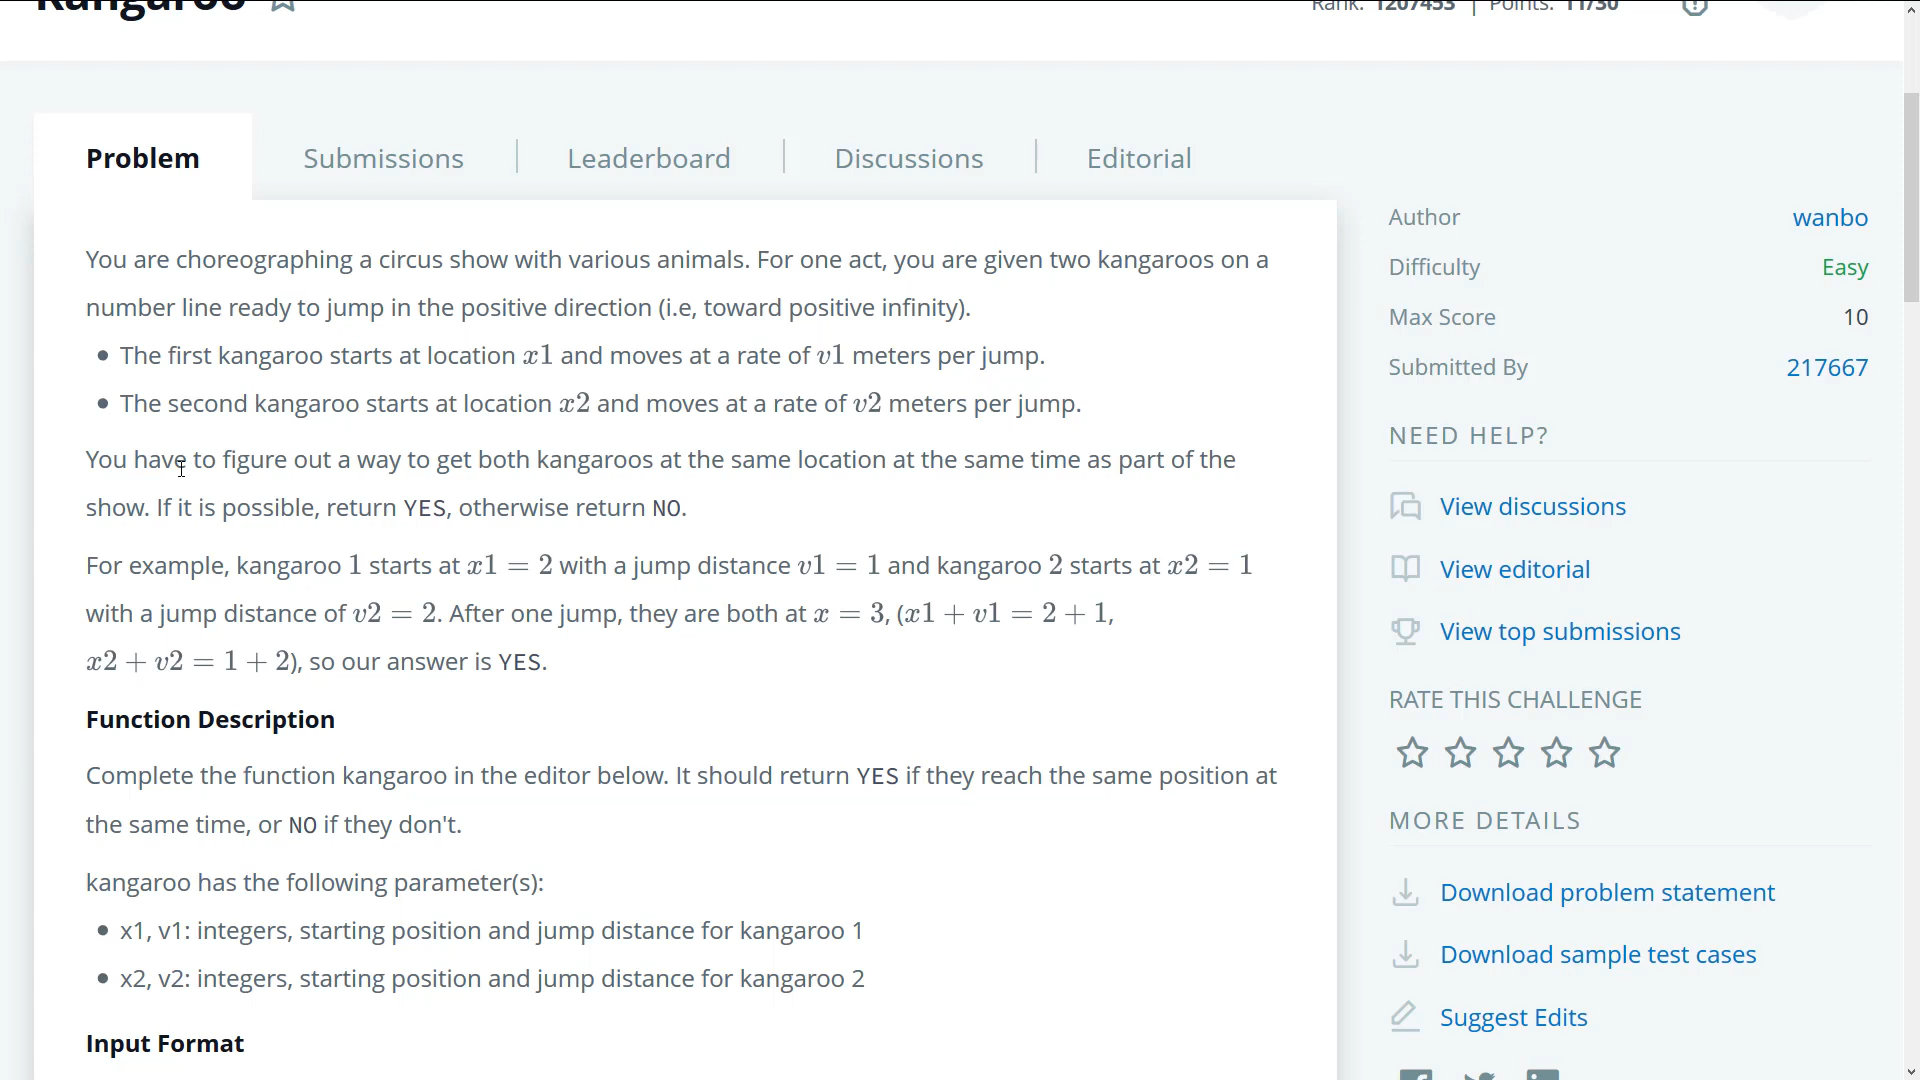 Kangaroo
Rank: 1207453 | Points: 11/30
Problem
Submissions
Leaderboard
Discussions
Editorial
You are choreographing a circus show with various animals. For one act, you are given two kangaroos on a
number line ready to jump in the positive direction (i.e, toward positive infinity).
• The first kangaroo starts at location x1 and moves at a rate of v1 meters per jump.
• The second kangaroo starts at location x2 and moves at a rate of v2 meters per jump.
You have to figure out a way to get both kangaroos at the same location at the same time as part of the
show. If it is possible, return YES, otherwise return NO.
For example, kangaroo 1 starts at x1 = 2 with a jump distance v1 = 1 and kangaroo 2 starts at x2 = 1
with a jump distance of v2 = 2. After one jump, they are both at x = 3, (x1 + v1 = 2 + 1,
x2 + v2 = 1 + 2), so our answer is YES.
Function Description
Complete the function kangaroo in the editor below. It should return YES if they reach the same position at
the same time, or NO if they don't.
kangaroo has the following parameter(s):
• x1, v1: integers, starting position and jump distance for kangaroo 1
• x2, v2: integers, starting position and jump distance for kangaroo 2
Input Format
Author wanbo
Difficulty Easy
Max Score 10
Submitted By 217667
NEED HELP?
View discussions
View editorial
View top submissions
RATE THIS CHALLENGE
MORE DETAILS
Download problem statement
Download sample test cases
Suggest Edits